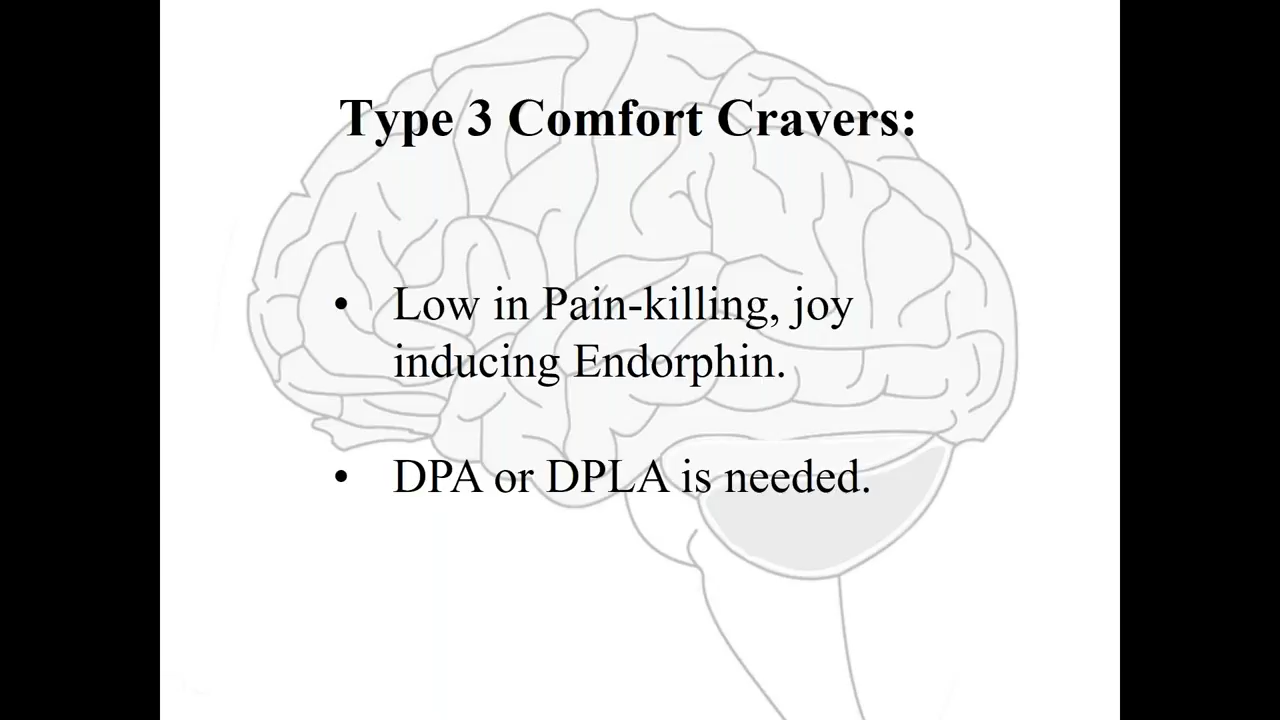 Type 3 Comfort Cravers:
• Low in Pain-killing, joy
inducing Endorphin.
• DPA or DPLA is needed.